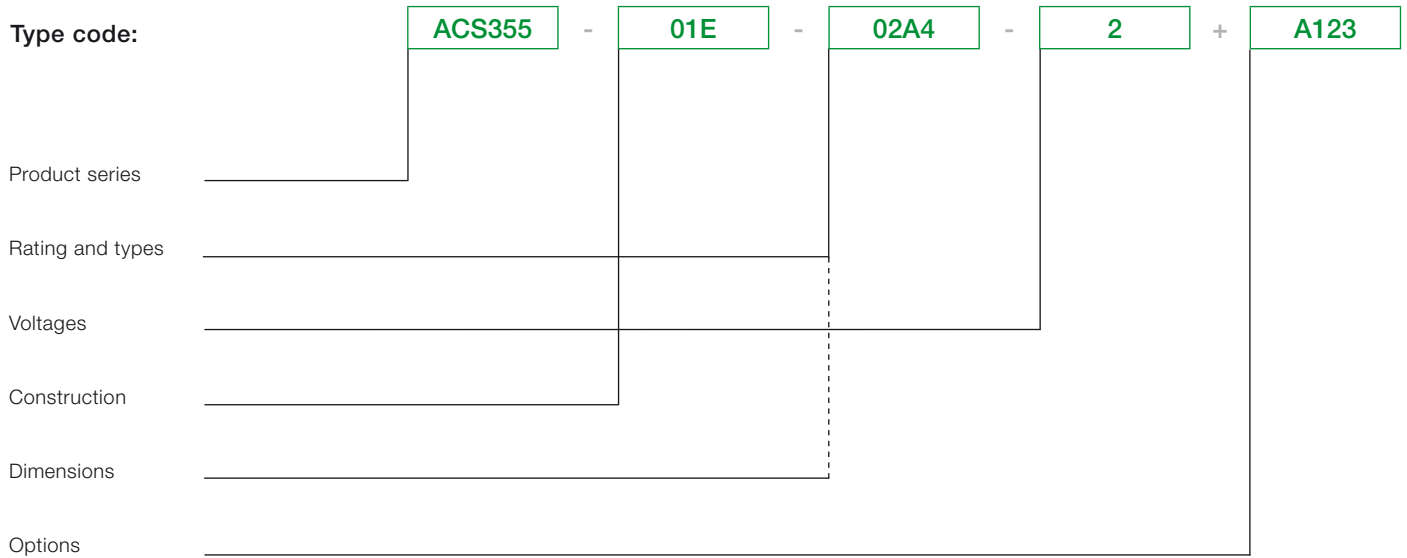 Type code: ACS355 - 01E - 02A4 - 2 + A123
Product series
Rating and types
Voltages
Construction
Dimensions
Options